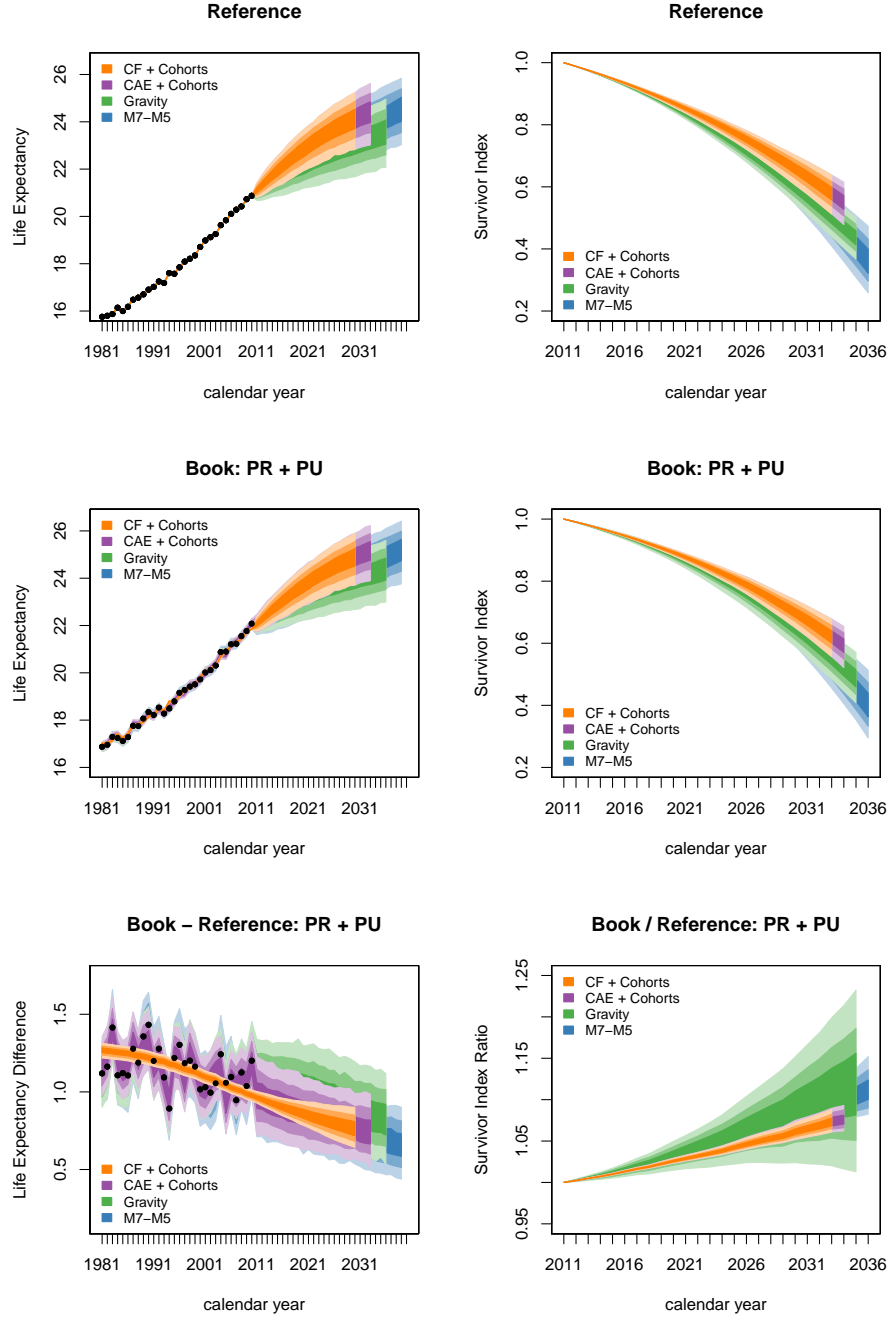 Reference
Life Expectancy
26
24
22
20
18
16
CF + Cohorts
CAE + Cohorts
Gravity
M7−M5
1981 1991 2001 2011 2021 2031
calendar year
Reference
Survivor Index
1.0
0.8
0.6
0.4
0.2
CF + Cohorts
CAE + Cohorts
Gravity
M7−M5
2011 2016 2021 2026 2031 2036
calendar year
Book: PR + PU
Life Expectancy
26
24
22
20
18
16
CF + Cohorts
CAE + Cohorts
Gravity
M7−M5
1981 1991 2001 2011 2021 2031
calendar year
Book: PR + PU
Survivor Index
1.0
0.8
0.6
0.4
0.2
CF + Cohorts
CAE + Cohorts
Gravity
M7−M5
2011 2016 2021 2026 2031 2036
calendar year
Book − Reference: PR + PU
Life Expectancy Difference
1.5
1.0
0.5
CF + Cohorts
CAE + Cohorts
Gravity
M7−M5
1981 1991 2001 2011 2021 2031
calendar year
Book / Reference: PR + PU
Survivor Index Ratio
1.25
1.15
1.05
0.95
CF + Cohorts
CAE + Cohorts
Gravity
M7−M5
2011 2016 2021 2026 2031 2036
calendar year